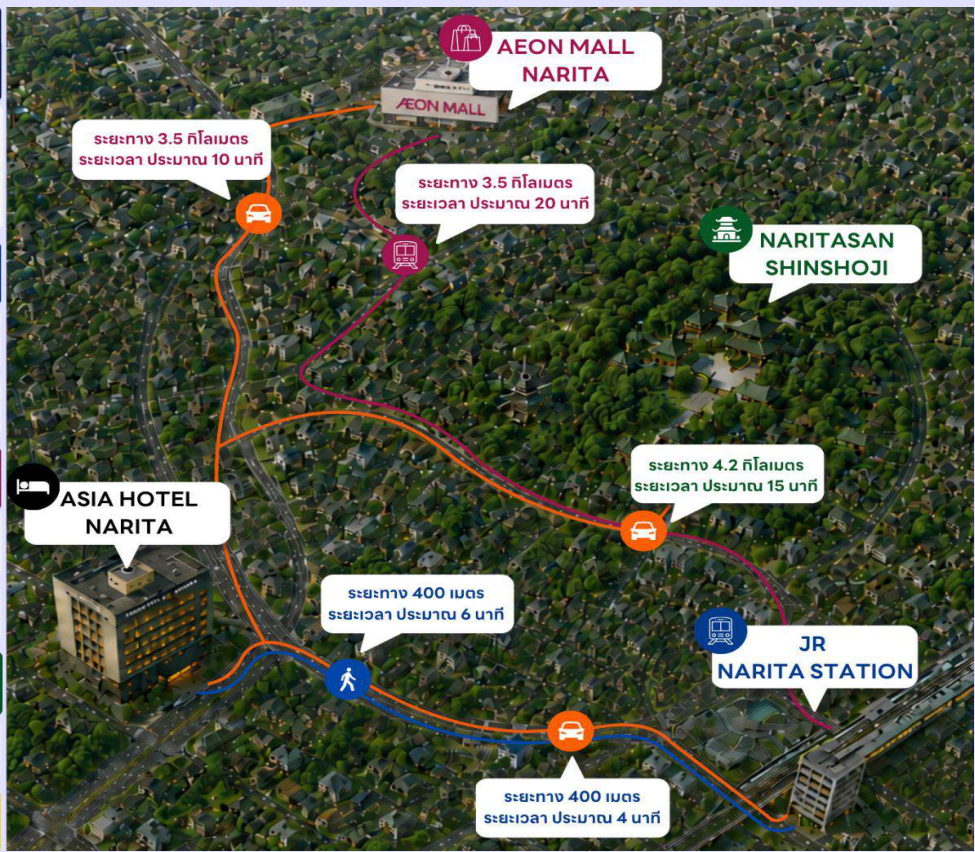 AEON MALL
NARITA
ÆON MALL
ระยะทาง 3.5 กิโลเมตร
ระยะเวลา ประมาณ 10 นาที
ระยะทาง 3.5 กิโลเมตร
ระยะเวลา ประมาณ 20 นาที
NARITASAN
SHINSHOJI
ระยะทาง 4.2 กิโลเมตร
ระยะเวลา ประมาณ 15 นาที
ASIA HOTEL
NARITA
ระยะทาง 400 เมตร
ระยะเวลา ประมาณ 6 นาที
JR
NARITA STATION
ระยะทาง 400 เมตร
ระยะเวลา ประมาณ 4 นาที